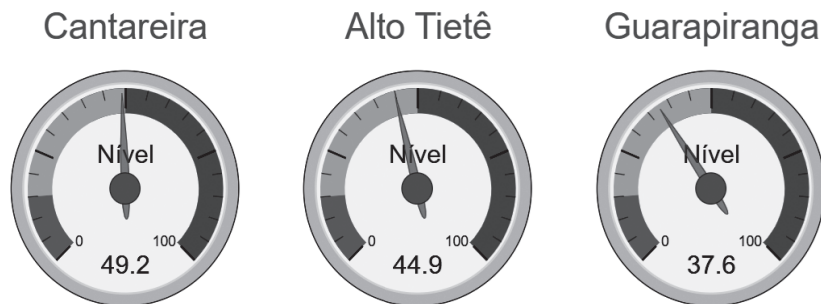 Cantareira
Alto Tietê
Guarapiranga
Nível
0
100
49.2
Nível
0
100
44.9
Nível
0
100
37.6